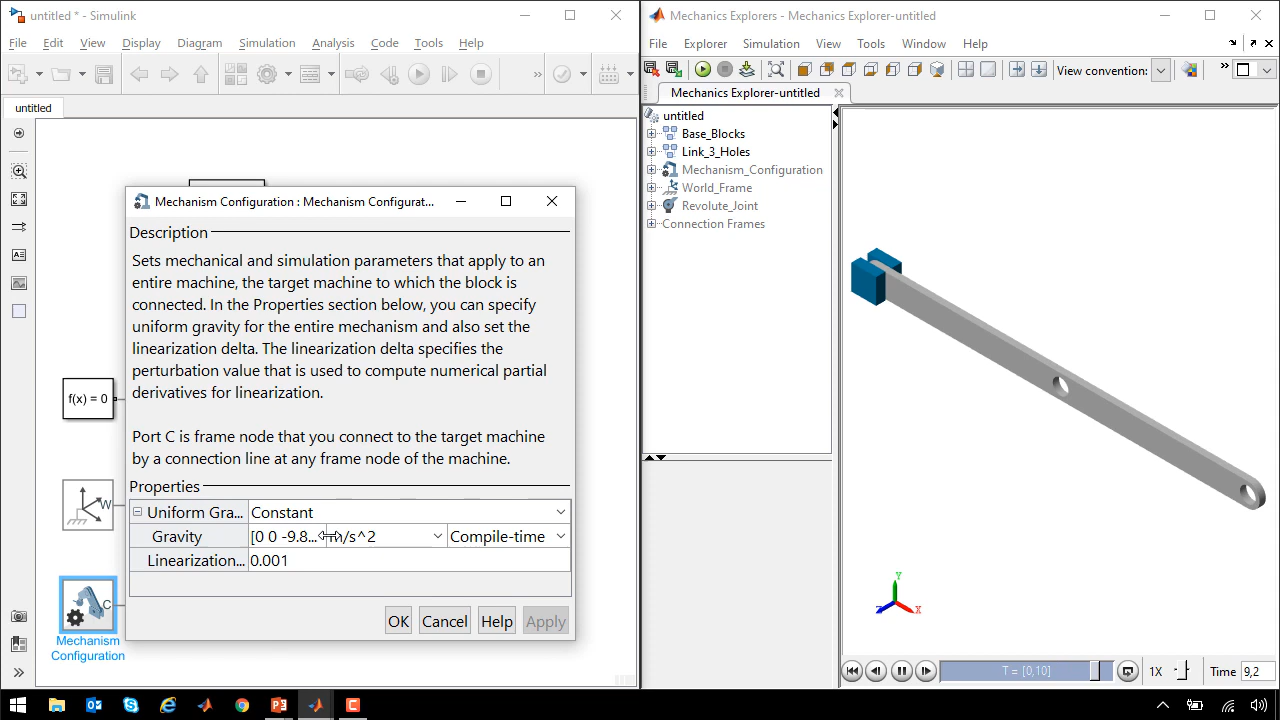 untitled * - Simulink
File Edit View Display Diagram Simulation Analysis Code Tools Help
»
untitled
f(x) = 0
W
C
Mechanism
Configuration
»
Mechanism Configuration : Mechanism Configurat...
Description
Sets mechanical and simulation parameters that apply to an
entire machine, the target machine to which the block is
connected. In the Properties section below, you can specify
uniform gravity for the entire mechanism and also set the
linearization delta. The linearization delta specifies the
perturbation value that is used to compute numerical partial
derivatives for linearization.
Port C is frame node that you connect to the target machine
by a connection line at any frame node of the machine.
Properties
Uniform Gra... Constant
Gravity [0 0 -9.8... m/s^2 Compile-time
Linearization... 0.001
OK Cancel Help Apply
Mechanics Explorers - Mechanics Explorer-untitled
File Explorer Simulation View Tools Window Help
View convention: »
Mechanics Explorer-untitled
untitled
Base_Blocks
Link_3_Holes
Mechanism_Configuration
World_Frame
Revolute_Joint
Connection Frames
Y
Z X
T = [0,10] 1X Time 9,2